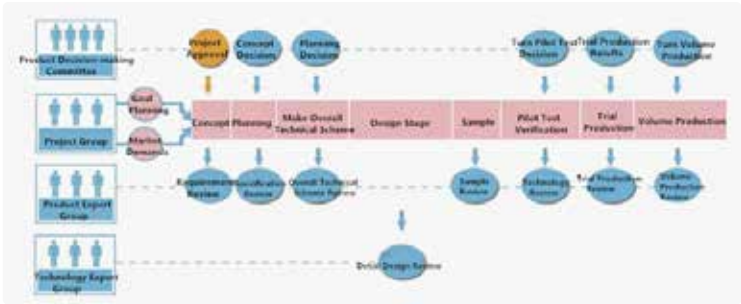 Product Decision-making
Committee
Project
Approval
Concept
Decision
Planning
Decision
Turn Pilot Test
Decision
Trial Production
Results
Turn Volume
Production
Goal
Planning
Market
Demands
Project Group
Concept
Planning
Make Overall
Technical Scheme
Design Stage
Sample
Pilot Test
Verification
Trial
Production
Volume Production
Product Expert
Group
Requirements
Review
Specification
Review
Overall Technical
Scheme Review
Sample
Review
Technology
Review
Trial Production
Review
Volume
Production
Review
Technology Expert
Group
Detail Design Review